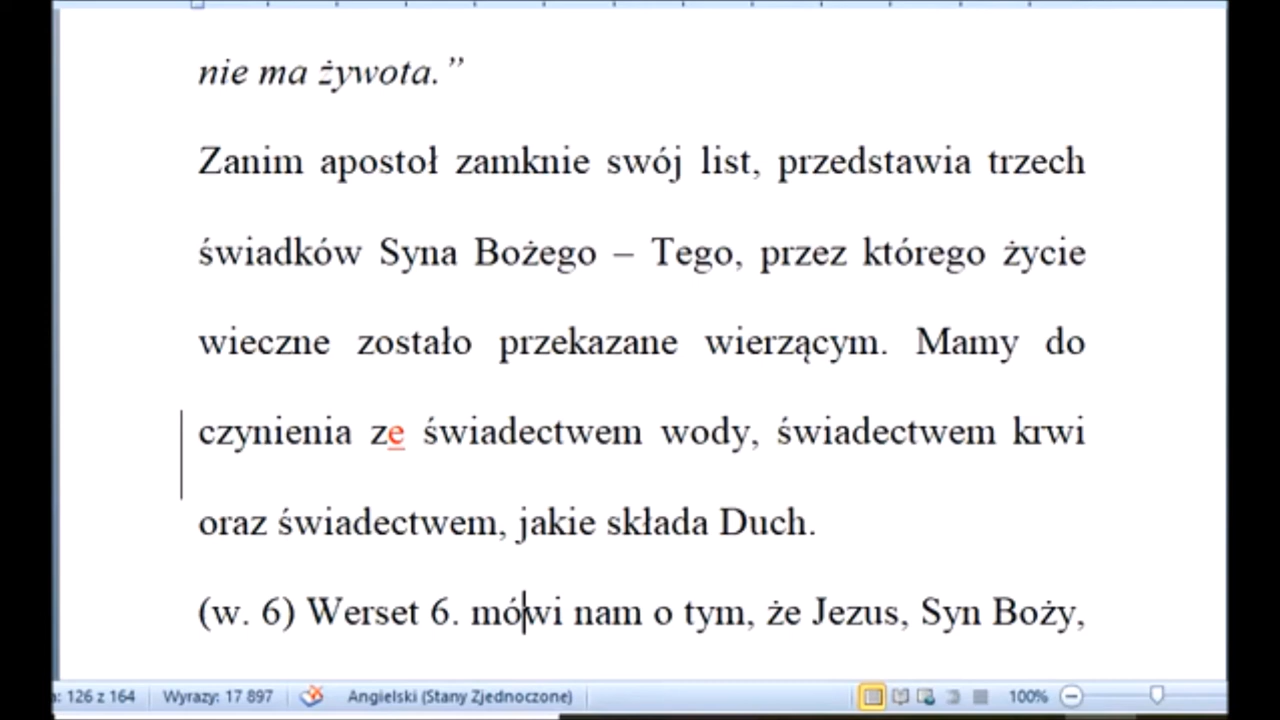 nie ma żywota.”
Zanim apostoł zamknie swój list, przedstawia trzech
świadków Syna Bożego – Tego, przez którego życie
wieczne zostało przekazane wierzącym. Mamy do
czynienia ze świadectwem wody, świadectwem krwi
oraz świadectwem, jakie składa Duch.
(w. 6) Werset 6. mówi nam o tym, że Jezus, Syn Boży,
: 126 z 164 Wyrazy: 17 897 Angielski (Stany Zjednoczone) 100%